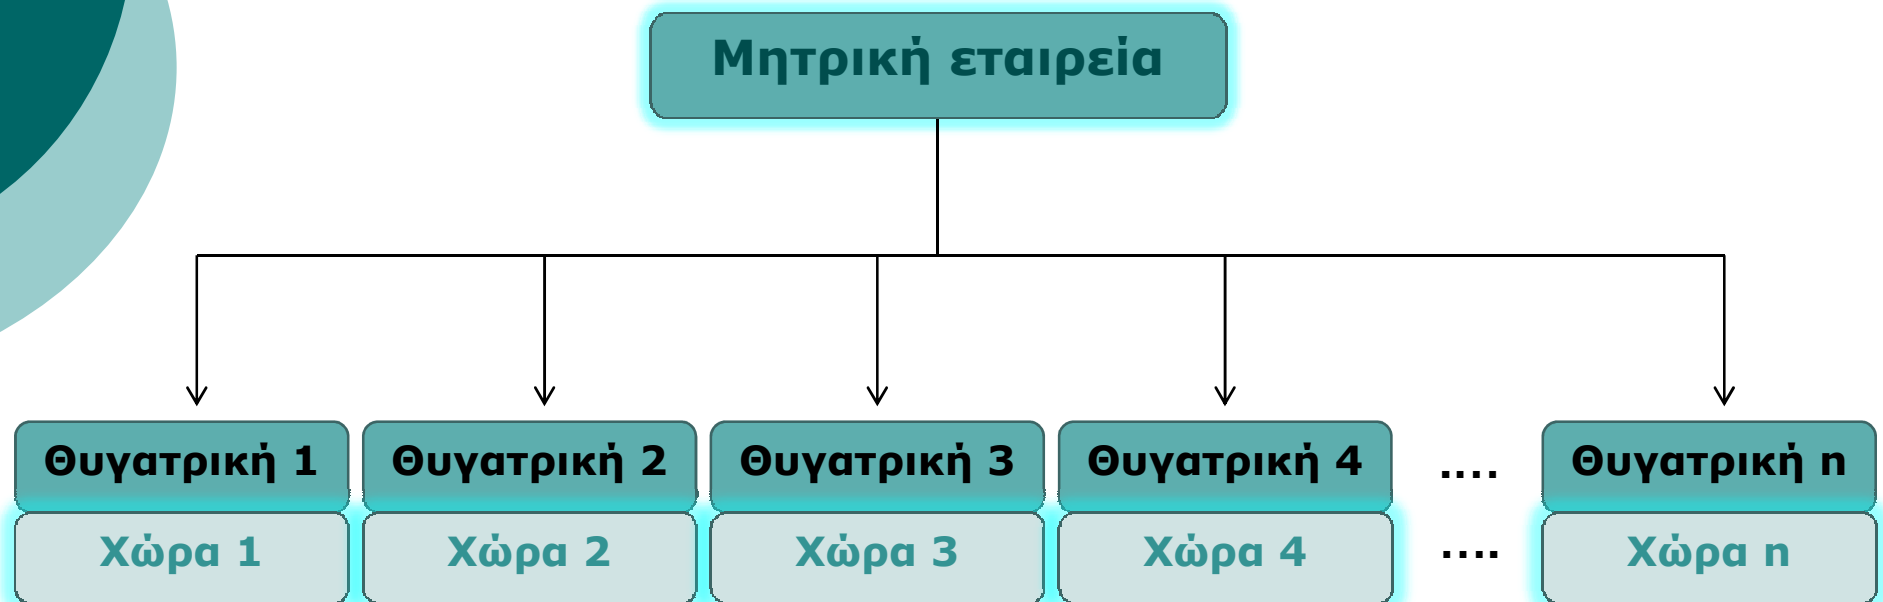 Μητρική εταιρεία
Θυγατρική 1 Θυγατρική 2 Θυγατρική 3 Θυγατρική 4 .... Θυγατρική n
Χώρα 1 Χώρα 2 Χώρα 3 Χώρα 4 .... Χώρα n